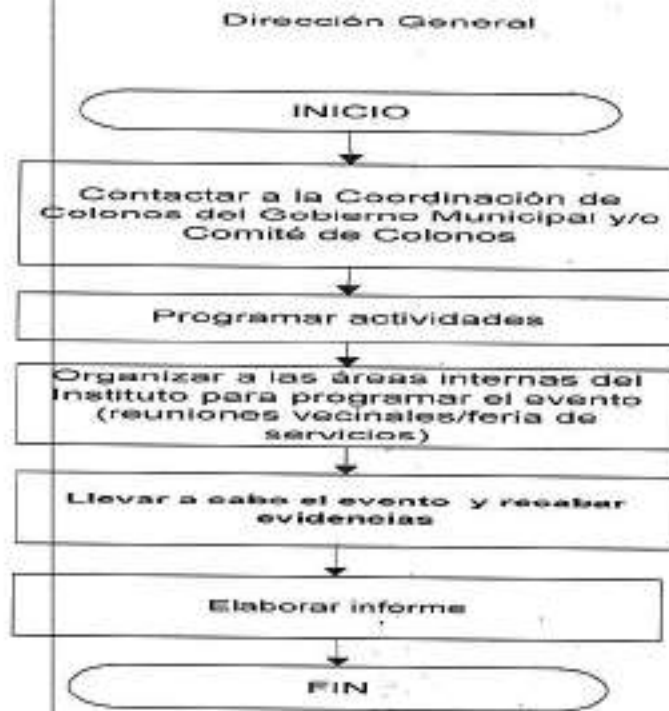 Dirección General
INICIO
Contactar a la Coordinación de
Colonos del Gobierno Municipal y/o
Comité de Colonos
Programar actividades
Organizar a las áreas internas del
Instituto para programar el evento
(reuniones vecinales/feria de
servicios)
Llevar a cabo el evento y recabar
evidencias
Elaborar informe
FIN